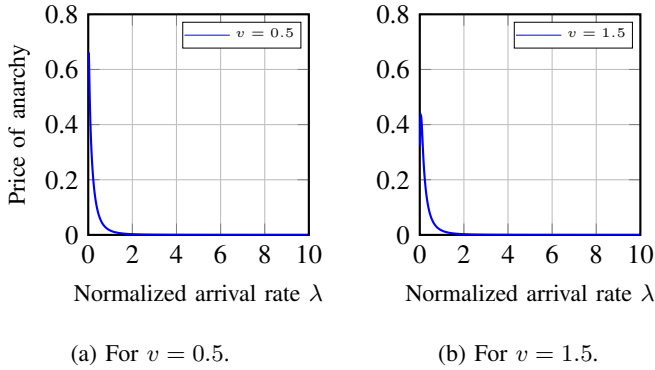 0.8
0.6
0.4
0.2
0
0 2 4 6 8 10
Price of anarchy
Normalized arrival rate λ
v = 0.5
(a) For v = 0.5.
0.8
0.6
0.4
0.2
0
0 2 4 6 8 10
Normalized arrival rate λ
v = 1.5
(b) For v = 1.5.